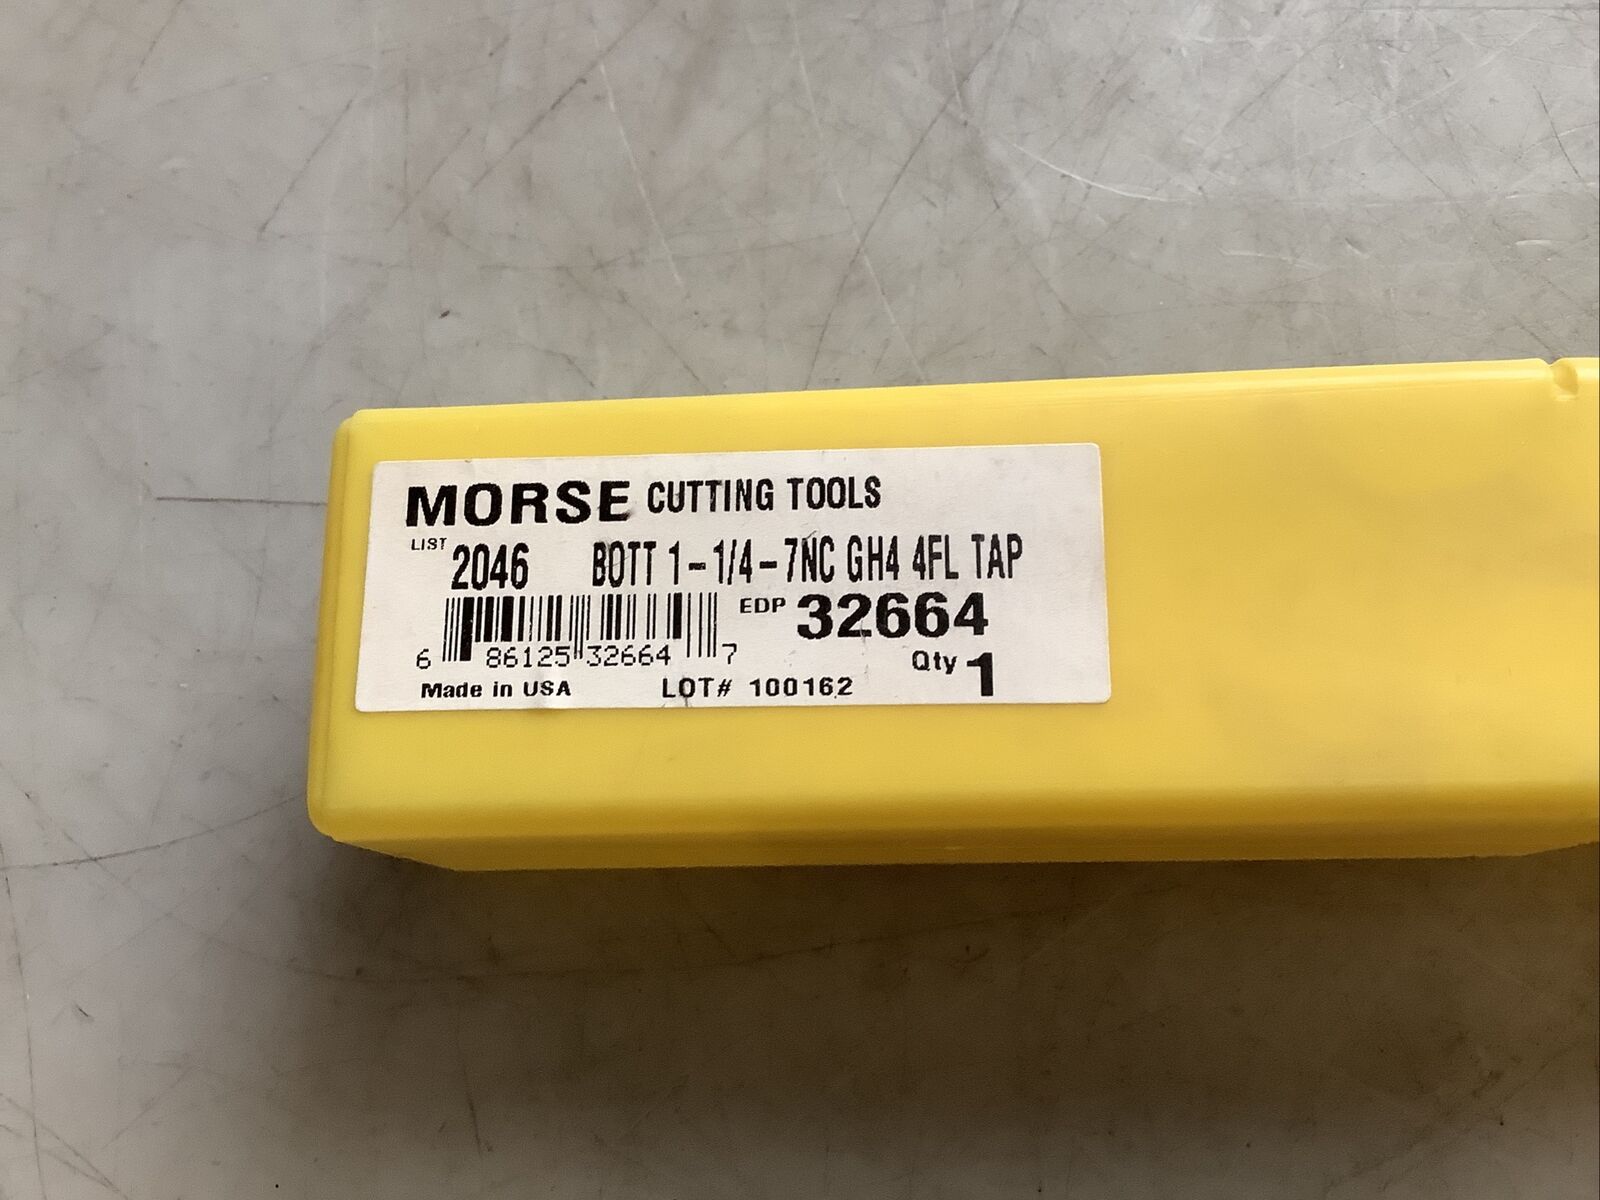 MORSE CUTTING TOOLS
LIST 2046 BOTT 1-1/4-7NC GH4 4FL TAP
EDP 32664
6 86125 32664 7
Qty 1
Made in USA LOT# 100162